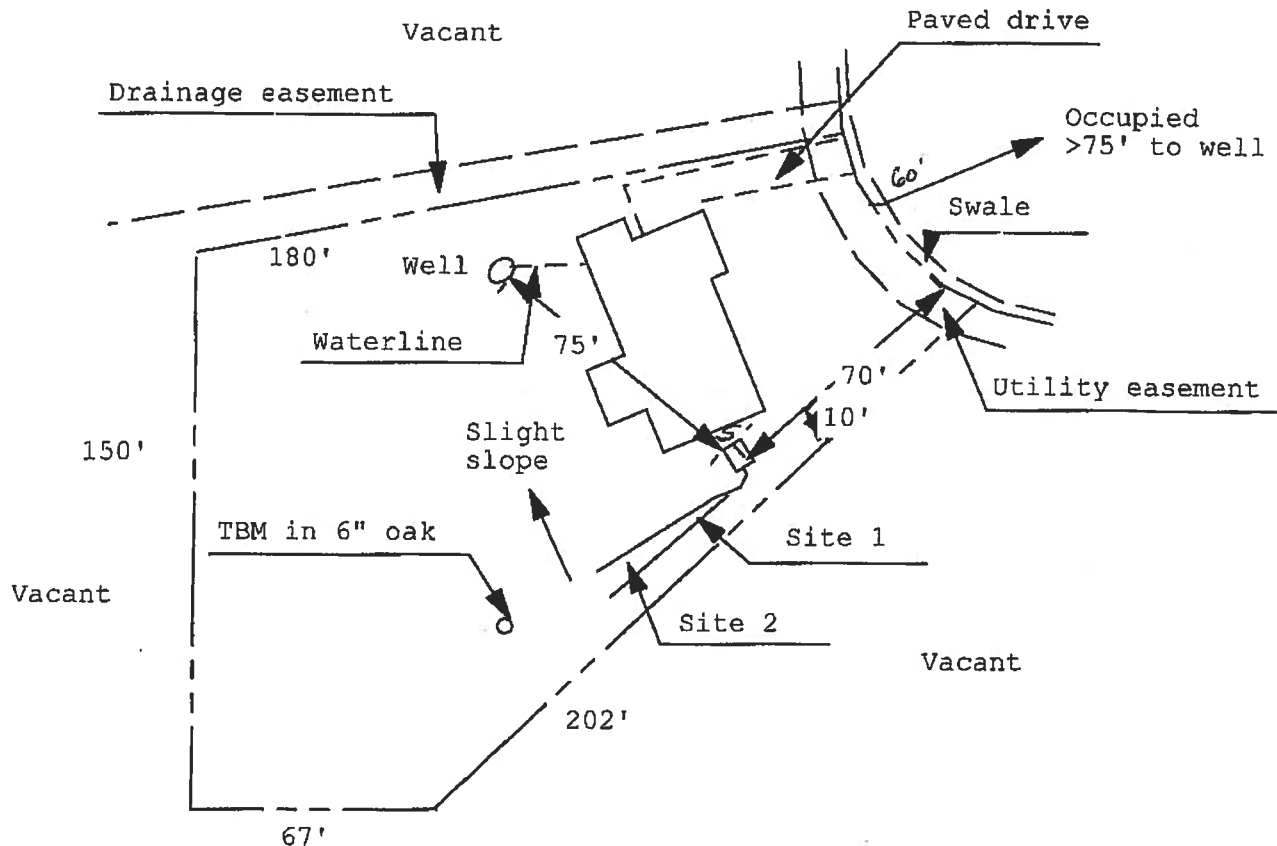 Vacant
Paved drive
Drainage easement
Occupied
>75' to well
60'
Swale
180'
Well
Waterline
75'
70'
Utility easement
10'
150'
Slight
slope
5'
TBM in 6" oak
Site 1
Vacant
Site 2
Vacant
202'
67'